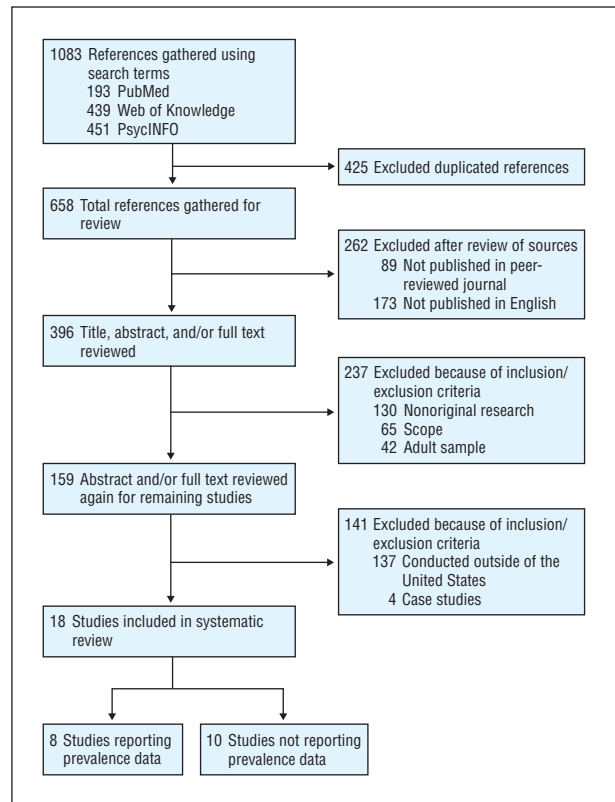 1083 References gathered using
search terms
193 PubMed
439 Web of Knowledge
451 PsycINFO
425 Excluded duplicated references
658 Total references gathered for
review
262 Excluded after review of sources
89 Not published in peer-
reviewed journal
173 Not published in English
396 Title, abstract, and/or full text
reviewed
237 Excluded because of inclusion/
exclusion criteria
130 Nonoriginal research
65 Scope
42 Adult sample
159 Abstract and/or full text reviewed
again for remaining studies
141 Excluded because of inclusion/
exclusion criteria
137 Conducted outside of the
United States
4 Case studies
18 Studies included in systematic
review
8 Studies reporting
prevalence data
10 Studies not reporting
prevalence data